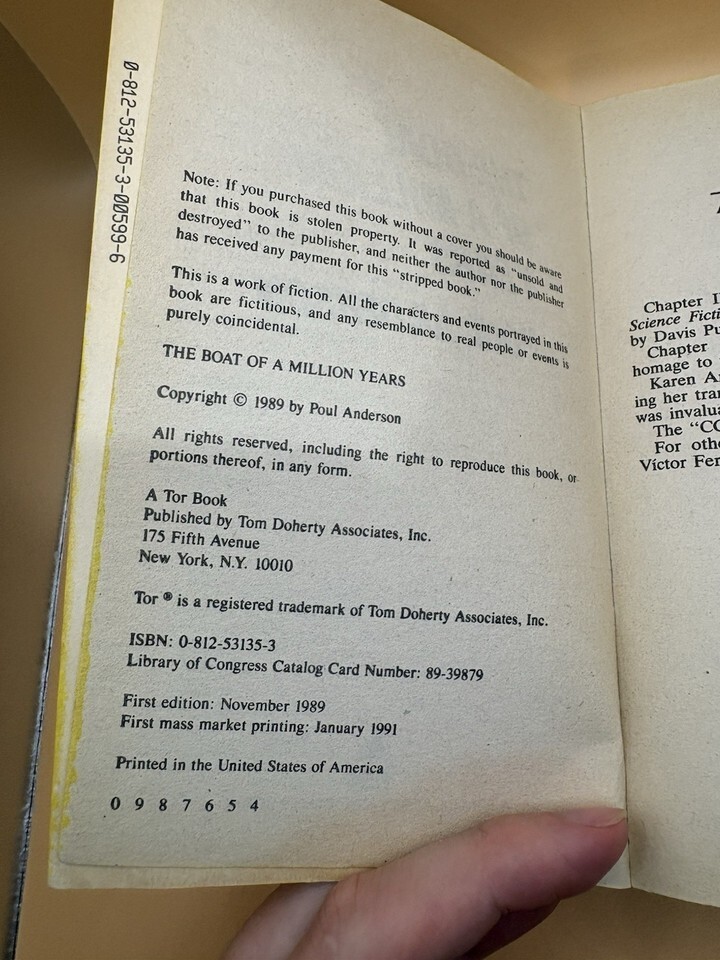 0-812-53135-3-00599-6
Note: If you purchased this book without a cover you should be aware
that this book is stolen property. It was reported as "unsold and
destroyed" to the publisher, and neither the author nor the publisher
has received any payment for this "stripped book."
This is a work of fiction. All the characters and events portrayed in this
book are fictitious, and any resemblance to real people or events is
purely coincidental.
THE BOAT OF A MILLION YEARS
Copyright © 1989 by Poul Anderson
All rights reserved, including the right to reproduce this book, or
portions thereof, in any form.
A Tor Book
Published by Tom Doherty Associates, Inc.
175 Fifth Avenue
New York, N.Y. 10010
Tor ® is a registered trademark of Tom Doherty Associates, Inc.
ISBN: 0-812-53135-3
Library of Congress Catalog Card Number: 89-39879
First edition: November 1989
First mass market printing: January 1991
Printed in the United States of America
0 9 8 7 6 5 4
Chapter
Science
by Davis
Chapter
homage to
Karen
ing her
was
The
For
Víctor